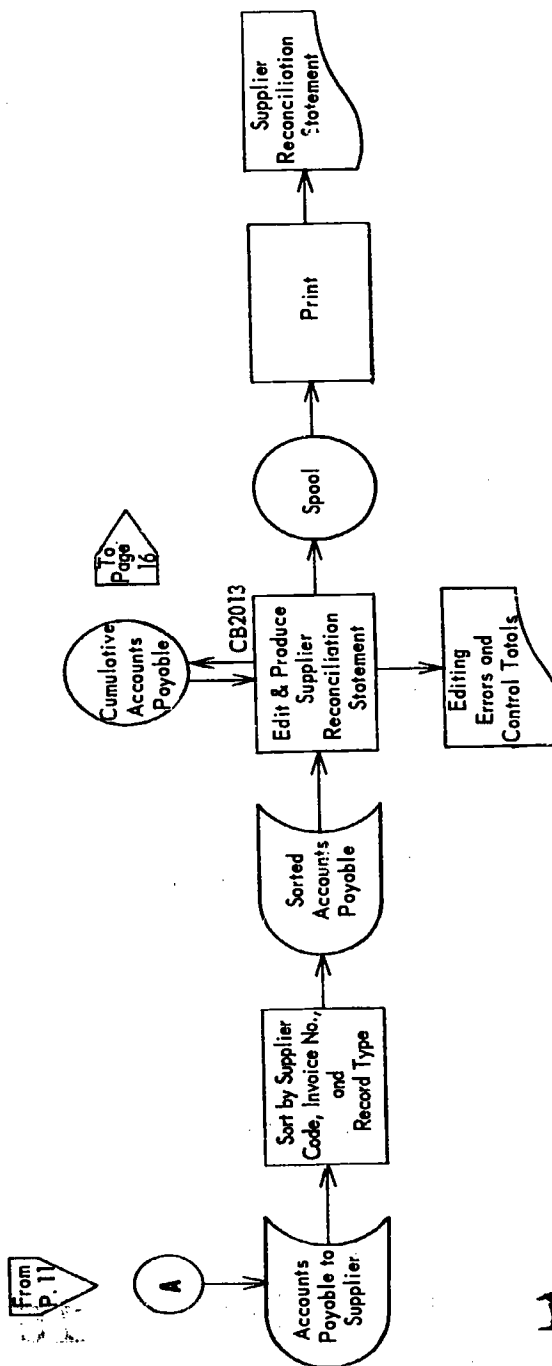 From
P. 11
A
Accounts
Payable to
Supplier
Sort by Supplier
Code, Invoice No.,
and
Record Type
Sorted
Accounts
Payable
To
Page
16
Cumulative
Accounts
Payable
CB2013
Edit & Produce
Supplier
Reconciliation
Statement
Editing
Errors and
Control Totals
Spool
Print
Supplier
Reconciliation
Statement